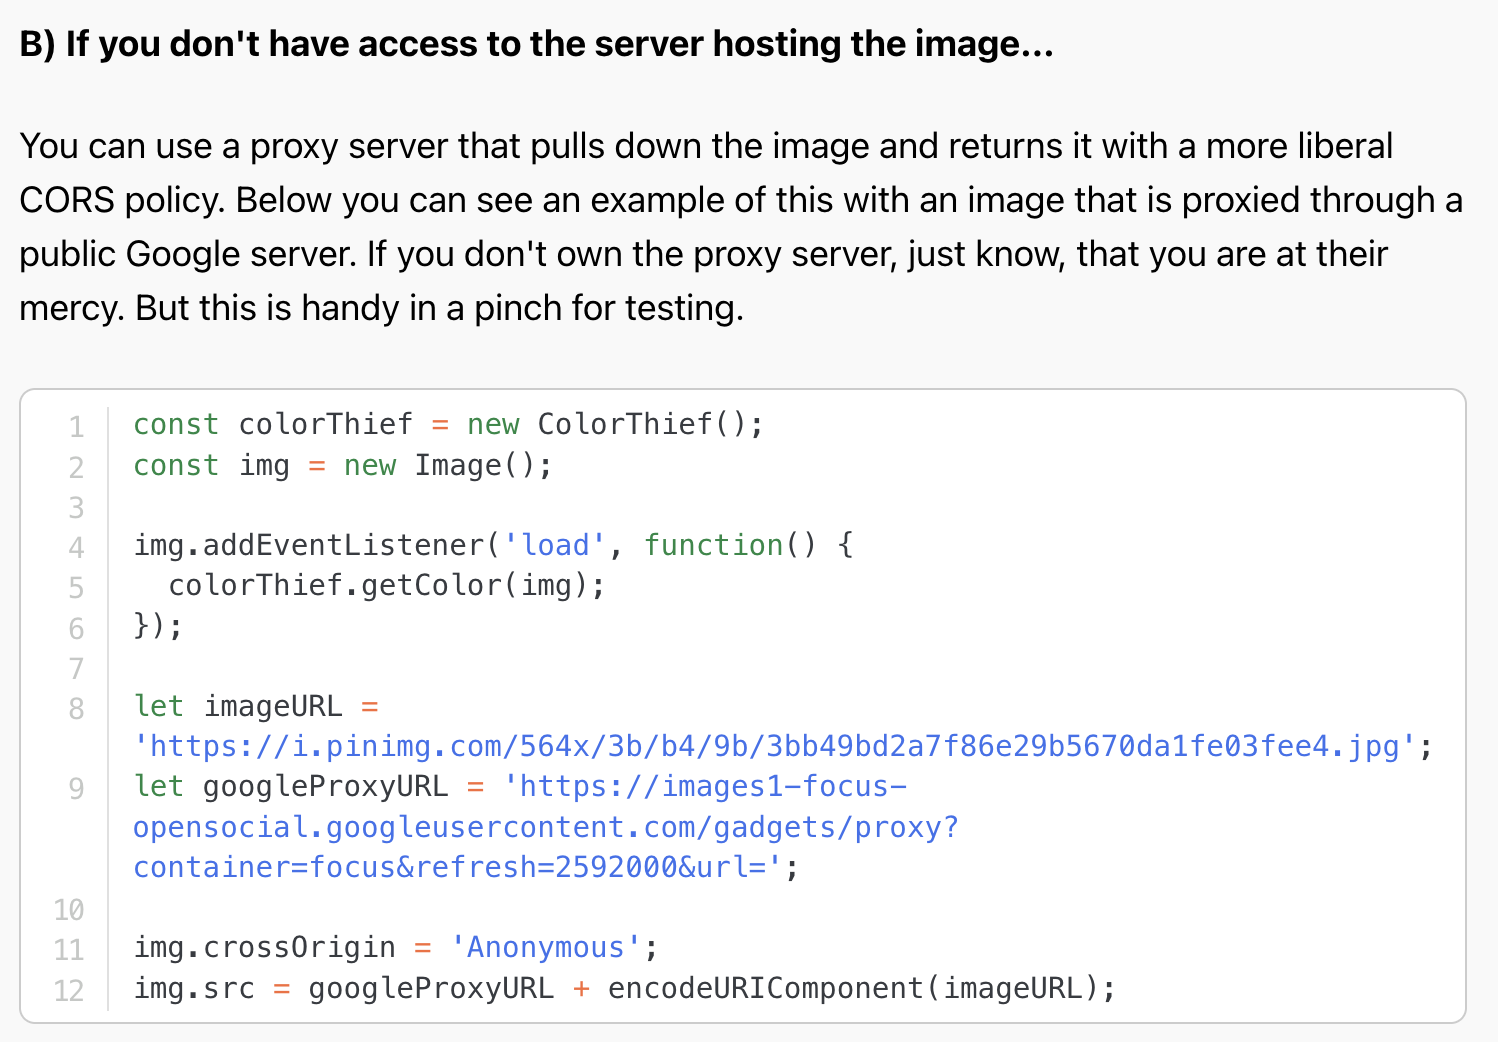 B) If you don't have access to the server hosting the image...
You can use a proxy server that pulls down the image and returns it with a more liberal
CORS policy. Below you can see an example of this with an image that is proxied through a
public Google server. If you don't own the proxy server, just know, that you are at their
mercy. But this is handy in a pinch for testing.
1 const colorThief = new ColorThief();
2 const img = new Image();
3
4 img.addEventListener('load', function() {
5   colorThief.getColor(img);
6 });
7
8 let imageURL =
'https://i.pinimg.com/564x/3b/b4/9b/3bb49bd2a7f86e29b5670da1fe03fee4.jpg';
9 let googleProxyURL = 'https://images1-focus-
opensocial.googleusercontent.com/gadgets/proxy?
container=focus&refresh=2592000&url=';
10
11 img.crossOrigin = 'Anonymous';
12 img.src = googleProxyURL + encodeURIComponent(imageURL);